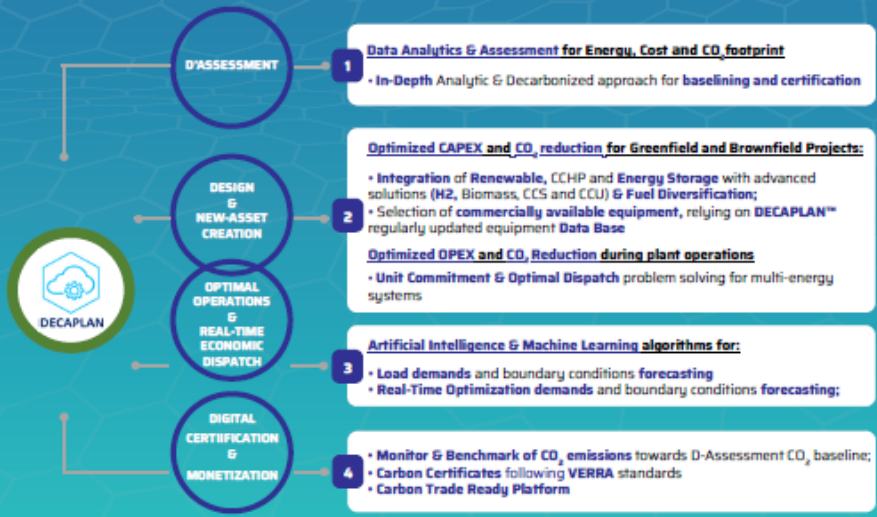 D'ASSESSMENT
1
Data Analytics & Assessment for Energy, Cost and CO₂ footprint
• In-Depth Analytic & Decarbonized approach for baselining and certification
DESIGN
&
NEW-ASSET
CREATION
2
Optimized CAPEX and CO₂ reduction for Greenfield and Brownfield Projects:
• Integration of Renewable, CCHP and Energy Storage with advanced
solutions (H2, Biomass, CCS and CCU) & Fuel Diversification;
• Selection of commercially available equipment, relying on DECAPLAN™
regularly updated equipment Data Base
Optimized OPEX and CO₂ Reduction during plant operations
• Unit Commitment & Optimal Dispatch problem solving for multi-energy
systems
DECAPLAN
OPTIMAL
OPERATIONS
&
REAL-TIME
ECONOMIC
DISPATCH
3
Artificial Intelligence & Machine Learning algorithms for:
• Load demands and boundary conditions forecasting
• Real-Time Optimization demands and boundary conditions forecasting;
DIGITAL
CERTIIFICATION
&
MONETIZATION
4
• Monitor & Benchmark of CO₂ emissions towards D-Assessment CO₂ baseline;
• Carbon Certificates following VERRA standards
• Carbon Trade Ready Platform